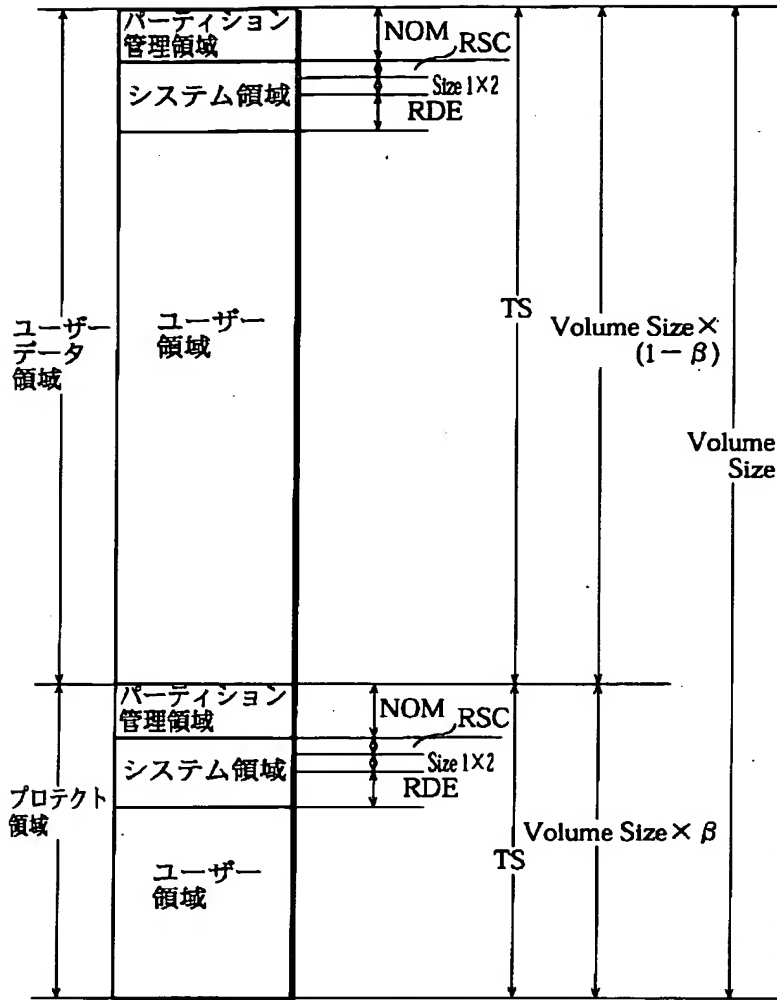 パーティション
管理領域
NOM
RSC
システム領域
Size 1×2
RDE
ユーザー
データ
領域
ユーザー
領域
TS
Volume Size×
(1－β)
Volume
Size
パーティション
管理領域
NOM
RSC
システム領域
Size 1×2
RDE
プロテクト
領域
ユーザー
領域
TS
Volume Size× β